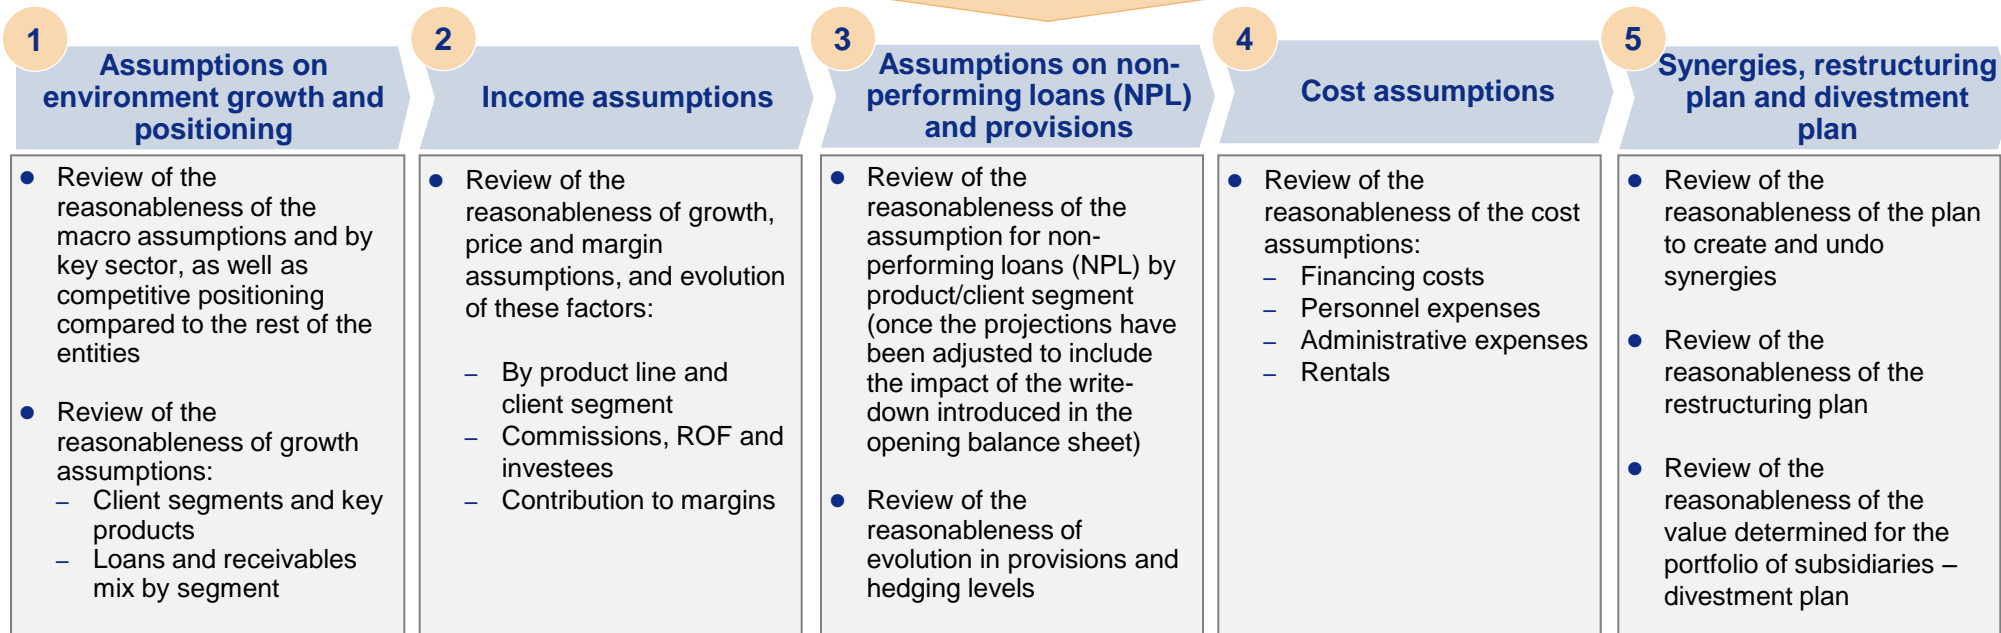 1
Assumptions on
environment growth and
positioning
● Review of the
reasonableness of the
macro assumptions and by
key sector, as well as
competitive positioning
compared to the rest of the
entities
● Review of the
reasonableness of growth
assumptions:
– Client segments and key
products
– Loans and receivables
mix by segment
2
Income assumptions
● Review of the
reasonableness of growth,
price and margin
assumptions, and evolution
of these factors:
– By product line and
client segment
– Commissions, ROF and
investees
– Contribution to margins
3
Assumptions on non-
performing loans (NPL)
and provisions
● Review of the
reasonableness of the
assumption for non-
performing loans (NPL) by
product/client segment
(once the projections have
been adjusted to include
the impact of the write-
down introduced in the
opening balance sheet)
● Review of the
reasonableness of
evolution in provisions and
hedging levels
4
Cost assumptions
● Review of the
reasonableness of the cost
assumptions:
– Financing costs
– Personnel expenses
– Administrative expenses
– Rentals
5
Synergies, restructuring
plan and divestment
plan
● Review of the
reasonableness of the plan
to create and undo
synergies
● Review of the
reasonableness of the
restructuring plan
● Review of the
reasonableness of the
value determined for the
portfolio of subsidiaries –
divestment plan